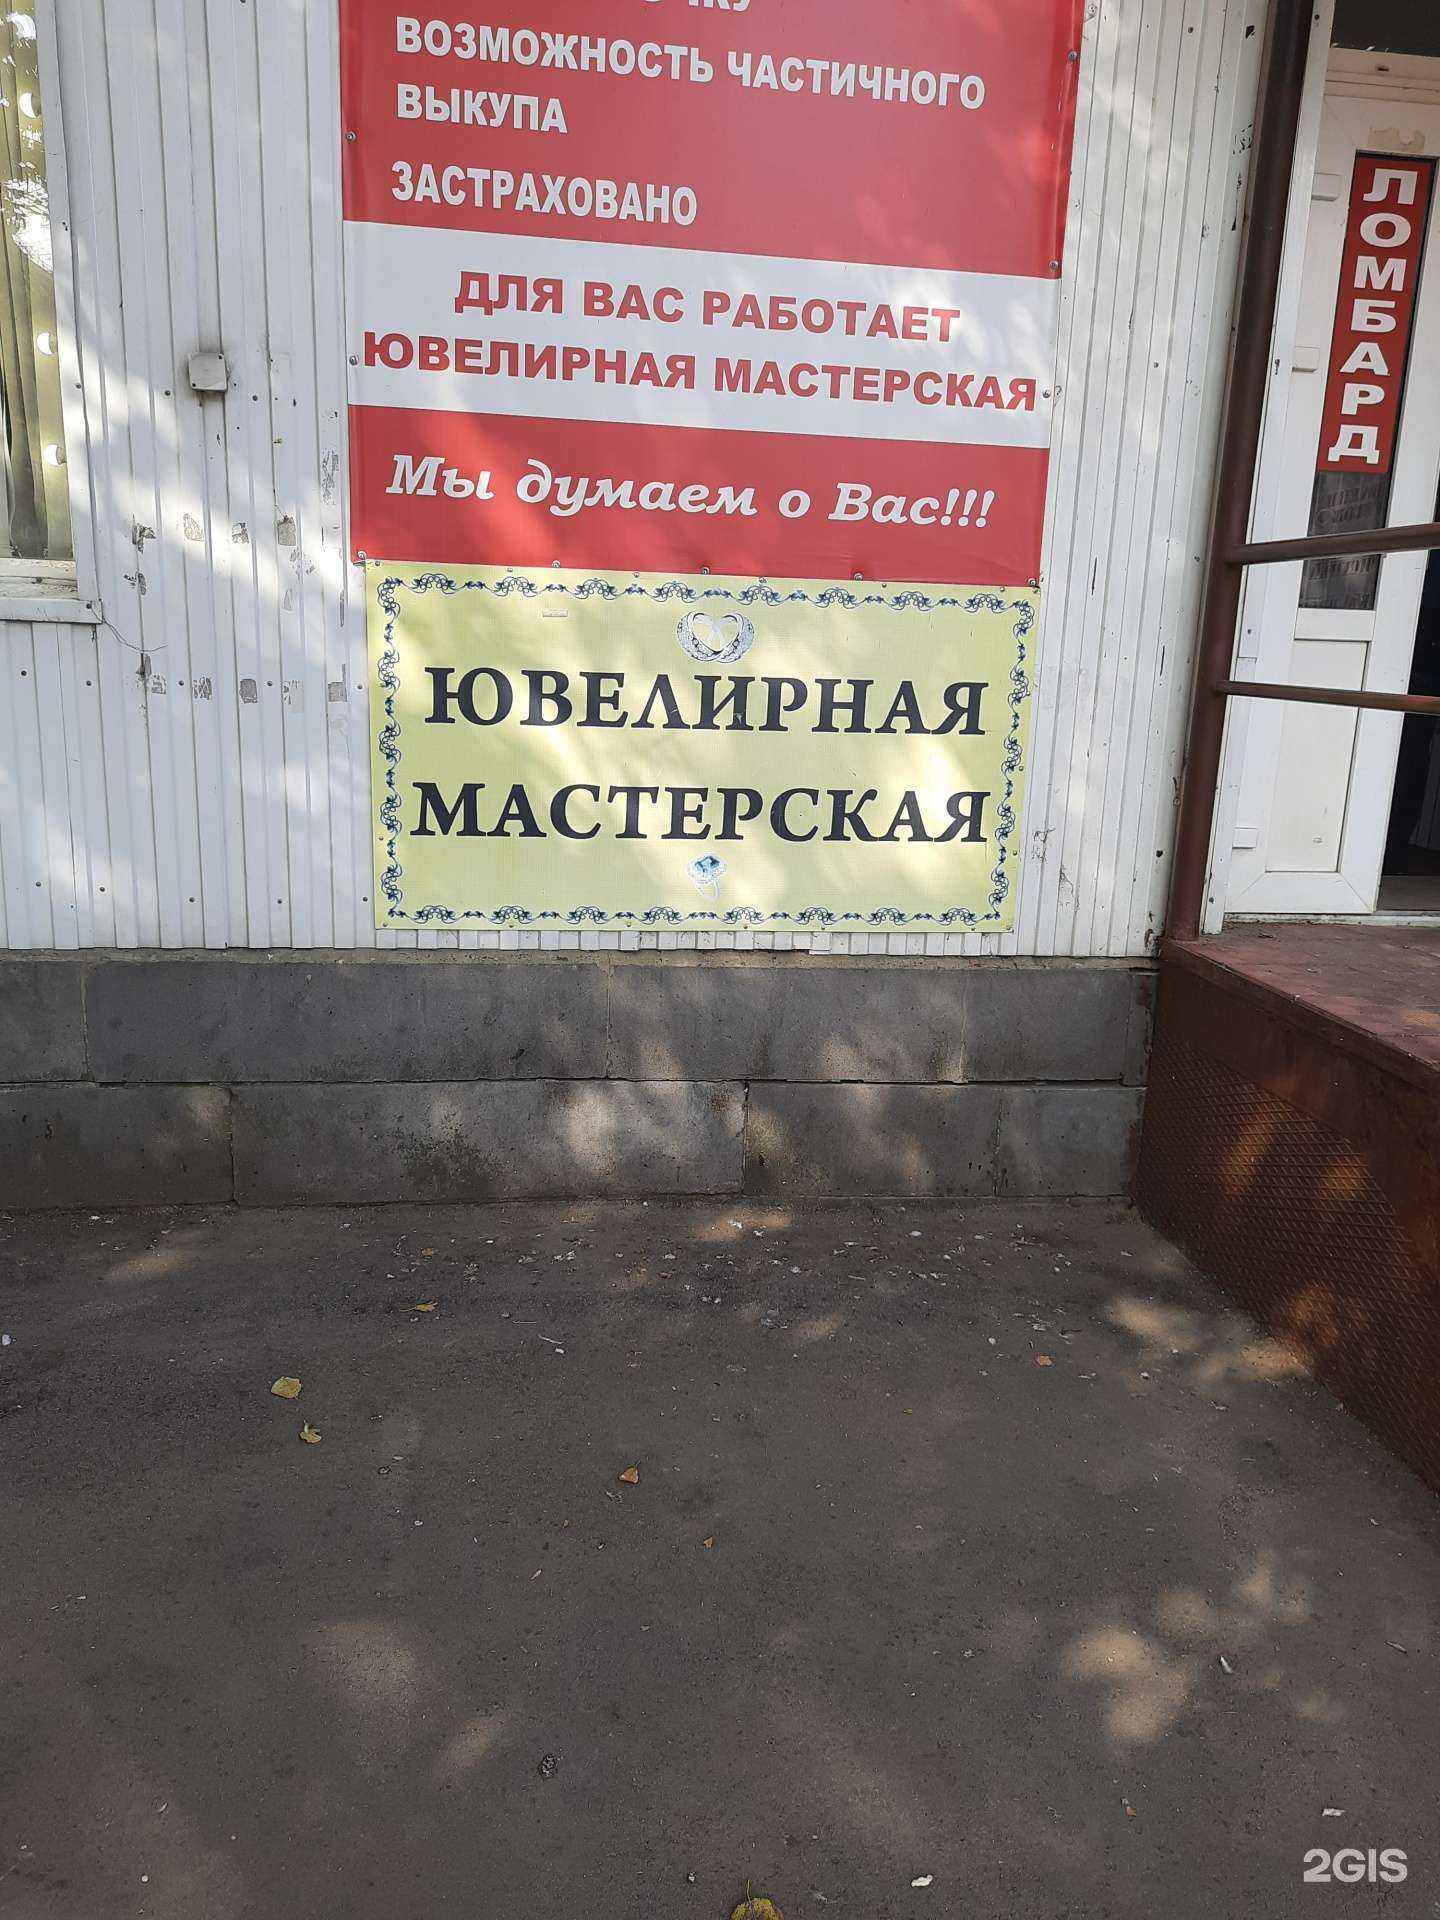 ВОЗМОЖНОСТЬ ЧАСТИЧНОГО
ВЫКУПА
ЗАСТРАХОВАНО
ДЛЯ ВАС РАБОТАЕТ
ЮВЕЛИРНАЯ МАСТЕРСКАЯ
Мы думаем о Вас!!!
ЮВЕЛИРНАЯ
МАСТЕРСКАЯ
ЛОМБАРД
2GIS